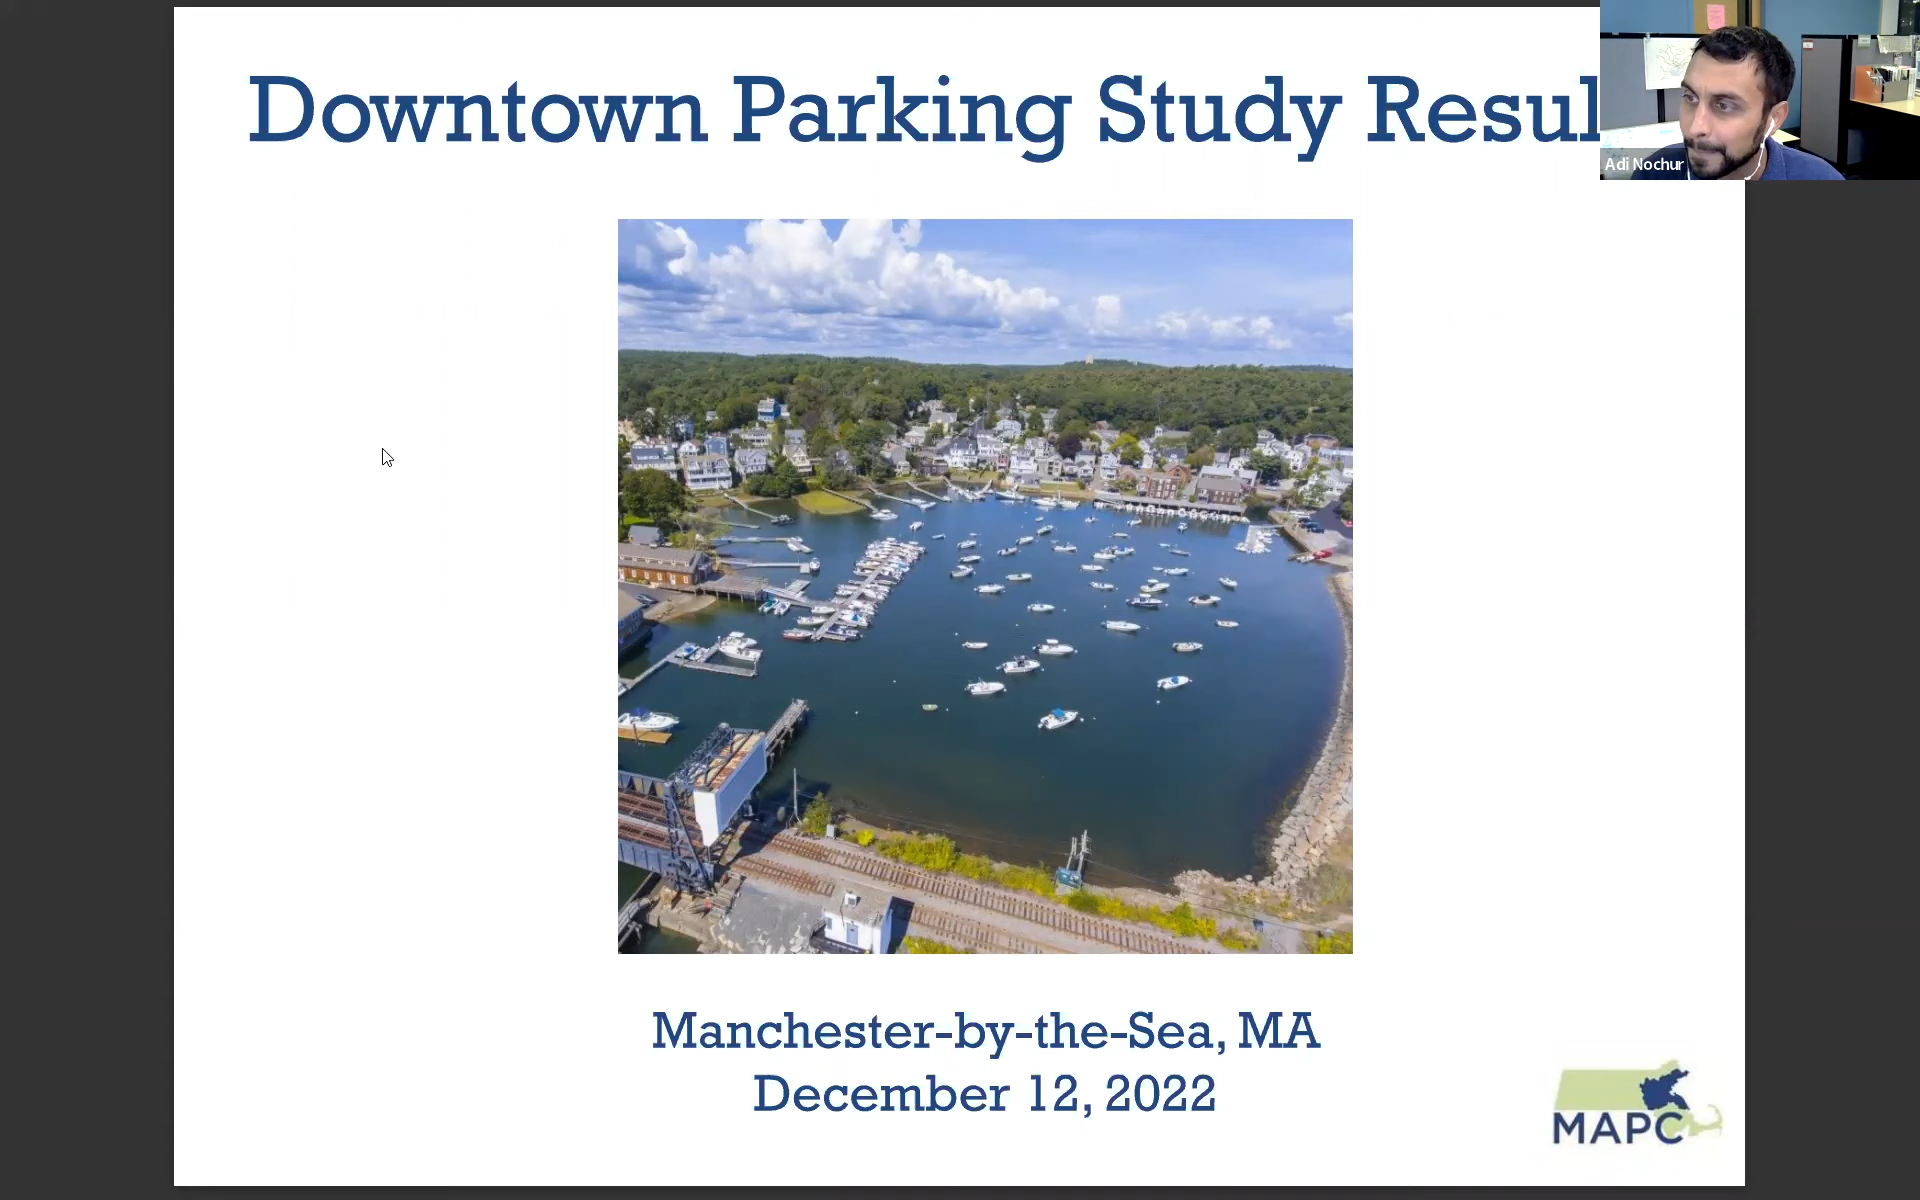 Downtown Parking Study Resul
Adi Nochur
Manchester-by-the-Sea, MA
December 12, 2022
MAPC